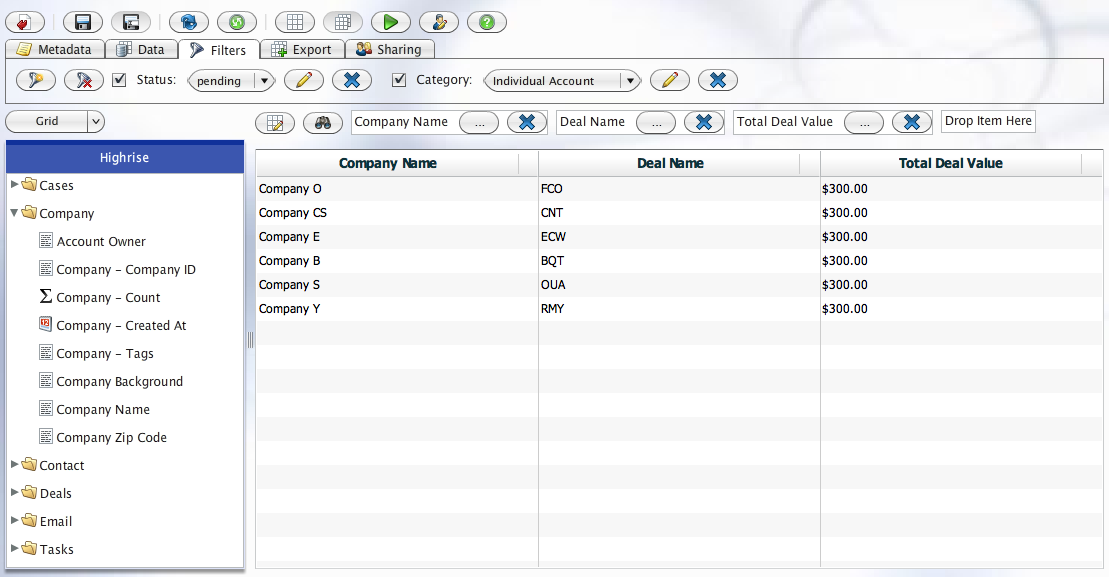 Metadata Data Filters Export Sharing
Status: pending Category: Individual Account
Grid Company Name ... Deal Name ... Total Deal Value ... Drop Item Here
Highrise
Cases
Company
Account Owner
Company - Company ID
Company - Count
Company - Created At
Company - Tags
Company Background
Company Name
Company Zip Code
Contact
Deals
Email
Tasks
Company Name Deal Name Total Deal Value
Company O FCO $300.00
Company CS CNT $300.00
Company E ECW $300.00
Company B BQT $300.00
Company S OUA $300.00
Company Y RMY $300.00